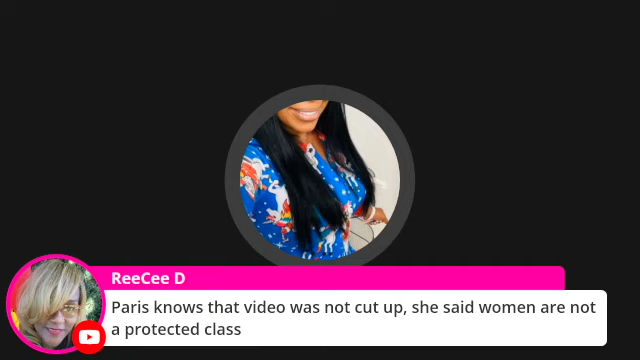 ReeCee D
Paris knows that video was not cut up, she said women are not
a protected class